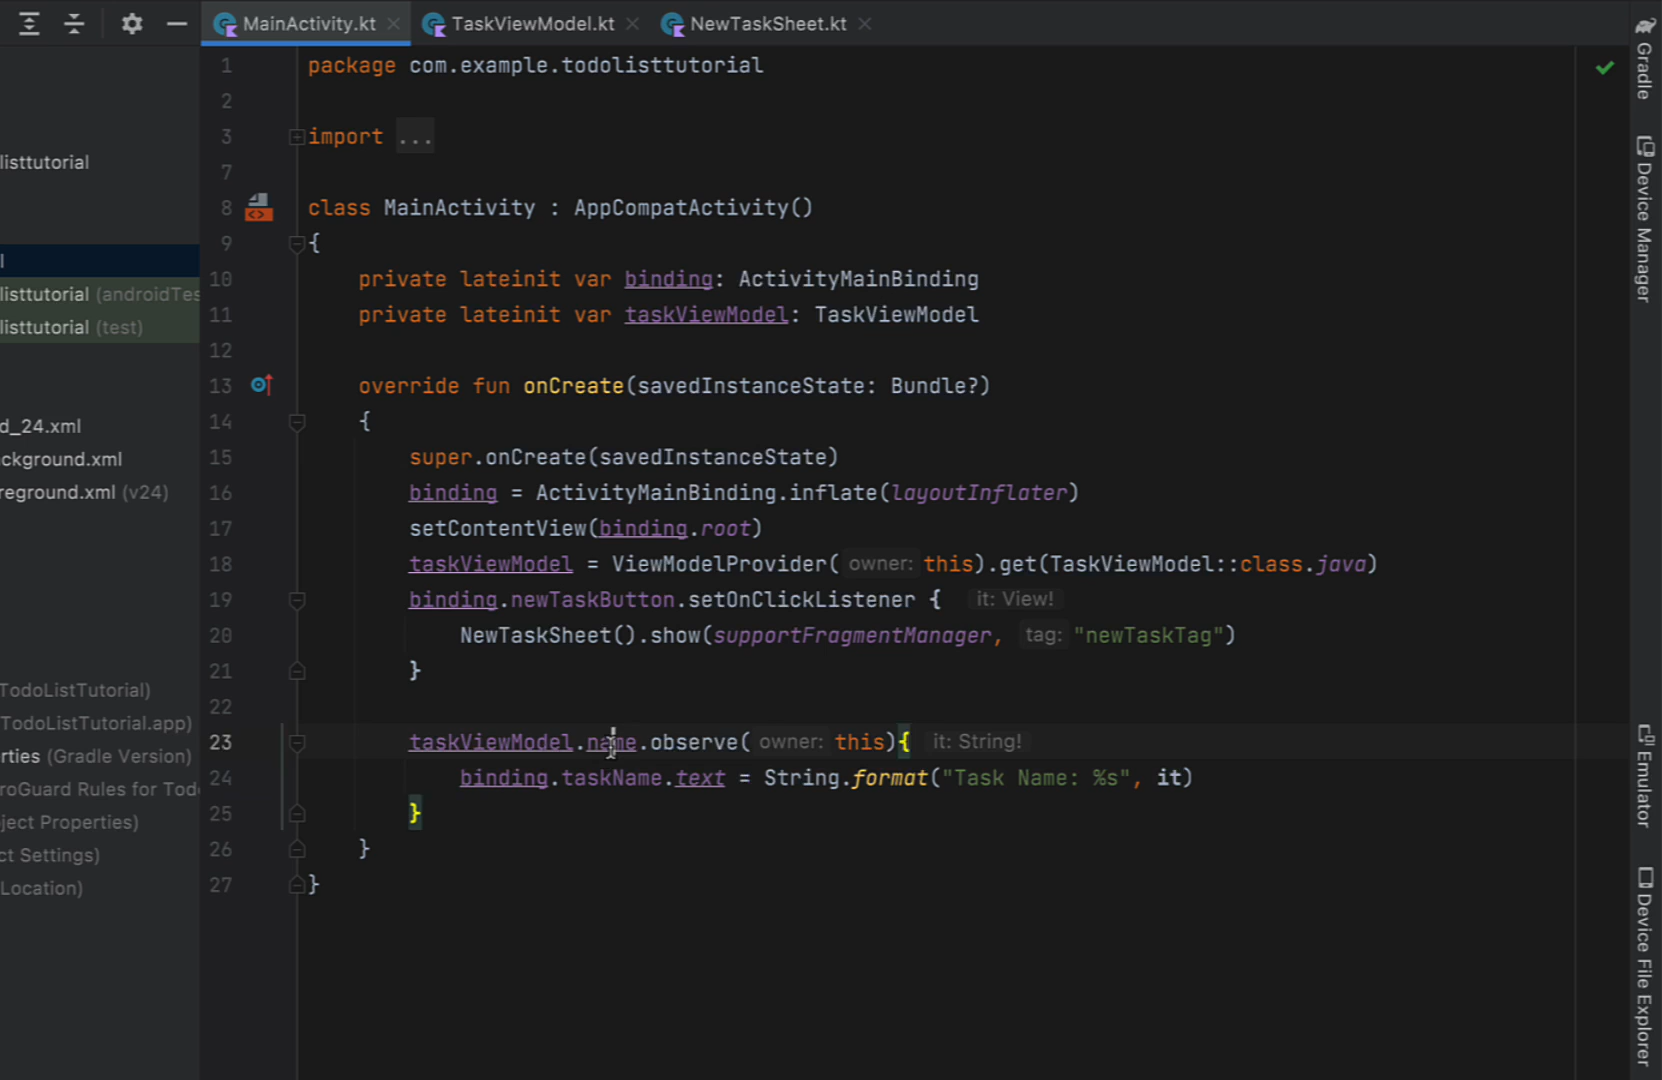 MainActivity.kt
TaskViewModel.kt
NewTaskSheet.kt
listtutorial
l
listtutorial (androidTes
listtutorial (test)
d_24.xml
ckground.xml
reground.xml (v24)
TodoListTutorial)
TodoListTutorial.app)
rties (Gradle Version)
roGuard Rules for Tod
ject Properties)
ct Settings)
Location)
1 package com.example.todolisttutorial
2
3 import ...
7
8 class MainActivity : AppCompatActivity()
9 {
10 private lateinit var binding: ActivityMainBinding
11 private lateinit var taskViewModel: TaskViewModel
12
13 override fun onCreate(savedInstanceState: Bundle?)
14 {
15 super.onCreate(savedInstanceState)
16 binding = ActivityMainBinding.inflate(layoutInflater)
17 setContentView(binding.root)
18 taskViewModel = ViewModelProvider( owner: this).get(TaskViewModel::class.java)
19 binding.newTaskButton.setOnClickListener { it: View!
20 NewTaskSheet().show(supportFragmentManager, tag: "newTaskTag")
21 }
22
23 taskViewModel.name.observe( owner: this){ it: String!
24 binding.taskName.text = String.format("Task Name: %s", it)
25 }
26 }
27 }
Gradle
Device Manager
Emulator
Device File Explorer